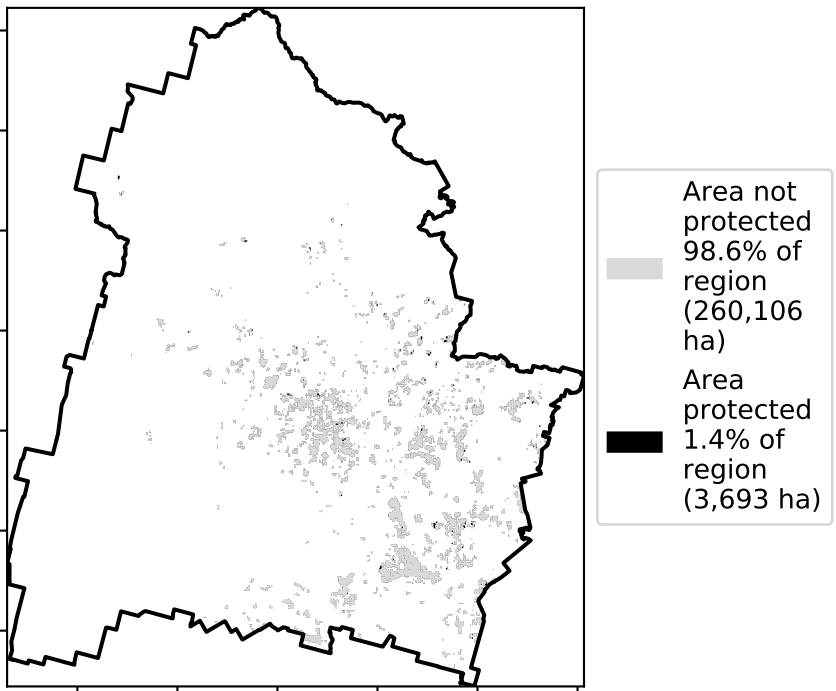 Area not
protected
98.6% of
region
(260,106
ha)
Area
protected
1.4% of
region
(3,693 ha)